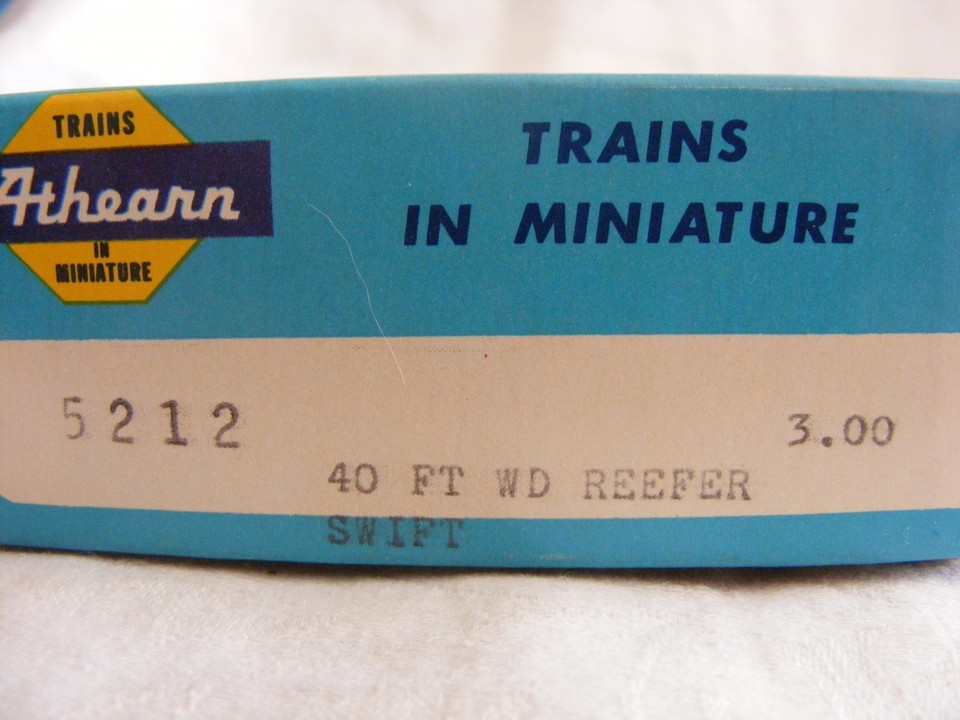 TRAINS
Athearn
IN
MINIATURE
TRAINS
IN MINIATURE
5212
3.00
40 FT WD REEFER
SWIFT